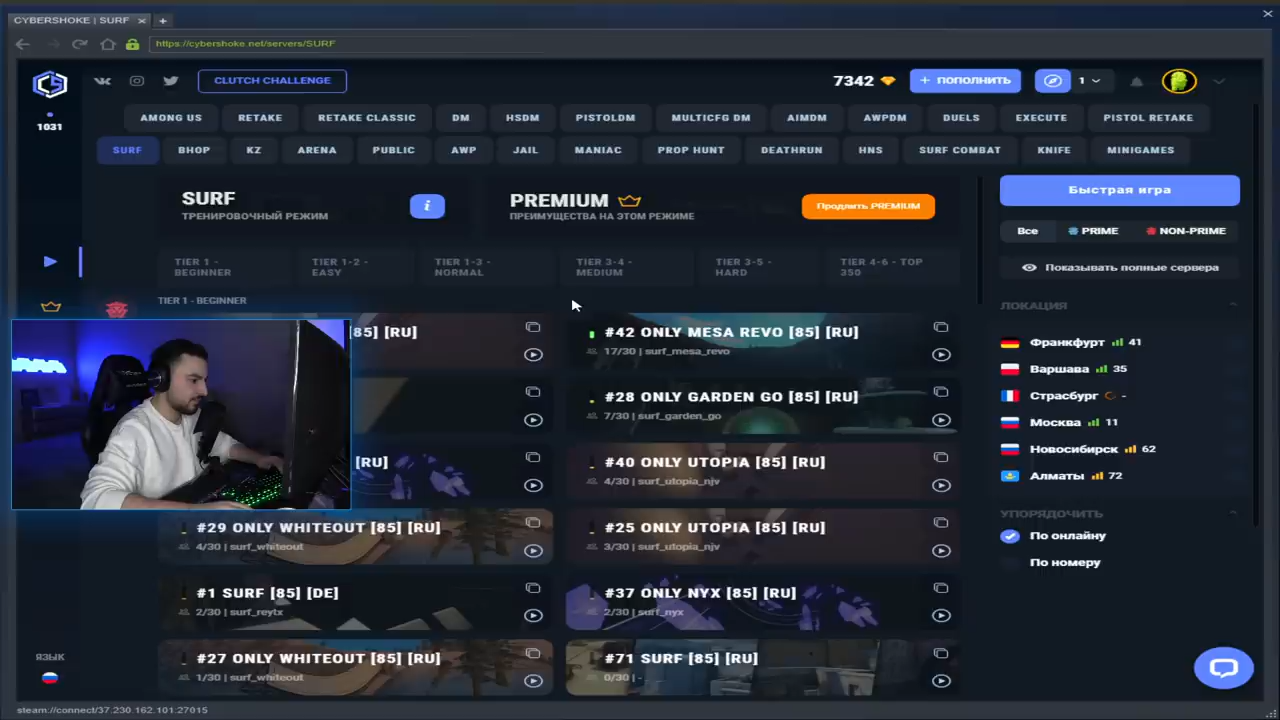 CYBERSHOKE | SURF
https://cybershoke.net/servers/SURF
CLUTCH CHALLENGE
7342
+ ПОПОЛНИТЬ
1
1031
AMONG US
RETAKE
RETAKE CLASSIC
DM
HSDM
PISTOLDM
MULTICFG DM
AIMDM
AWPDM
DUELS
EXECUTE
PISTOL RETAKE
SURF
BHOP
KZ
ARENA
PUBLIC
AWP
JAIL
MANIAC
PROP HUNT
DEATHRUN
HNS
SURF COMBAT
KNIFE
MINIGAMES
SURF
ТРЕНИРОВОЧНЫЙ РЕЖИМ
PREMIUM
ПРЕИМУЩЕСТВА НА ЭТОМ РЕЖИМЕ
Продлить PREMIUM
Быстрая игра
Все
PRIME
NON-PRIME
Показывать полные сервера
TIER 1 -
BEGINNER
TIER 1-2 -
EASY
TIER 1-3 -
NORMAL
TIER 3-4 -
MEDIUM
TIER 3-5 -
HARD
TIER 4-6 - TOP
350
TIER 1 - BEGINNER
85] [RU]
#42 ONLY MESA REVO [85] [RU]
17/30 | surf_mesa_revo
#28 ONLY GARDEN GO [85] [RU]
7/30 | surf_garden_go
[RU]
#40 ONLY UTOPIA [85] [RU]
4/30 | surf_utopia_njv
#29 ONLY WHITEOUT [85] [RU]
4/30 | surf_whiteout
#25 ONLY UTOPIA [85] [RU]
3/30 | surf_utopia_njv
#1 SURF [85] [DE]
2/30 | surf_reytx
#37 ONLY NYX [85] [RU]
2/30 | surf_nyx
#27 ONLY WHITEOUT [85] [RU]
1/30 | surf_whiteout
#71 SURF [85] [RU]
0/30 | -
ЛОКАЦИЯ
Франкфурт 41
Варшава 35
Страсбург -
Москва 11
Новосибирск 62
Алматы 72
УПОРЯДОЧИТЬ
По онлайну
По номеру
ЯЗЫК
steam://connect/37.230.162.101:27015